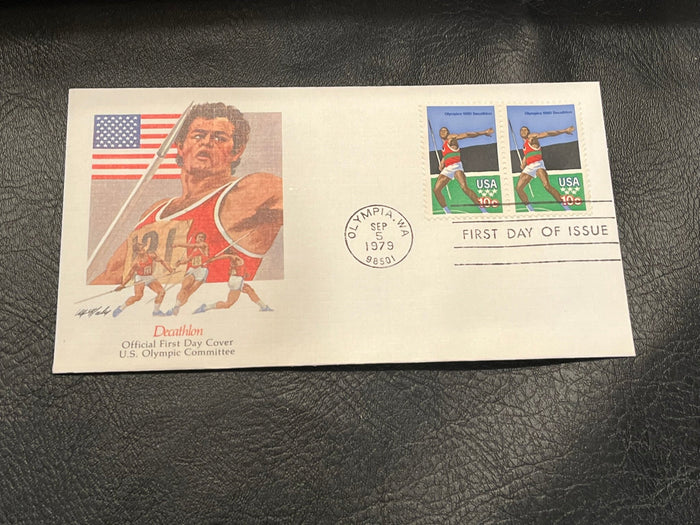 Olympics 1980 Decathlon
USA
10c
Olympics 1980 Decathlon
USA
10c
OLYMPIA, WA
SEP
5
1979
98501
FIRST DAY OF ISSUE
Decathlon
Official First Day Cover
U.S. Olympic Committee